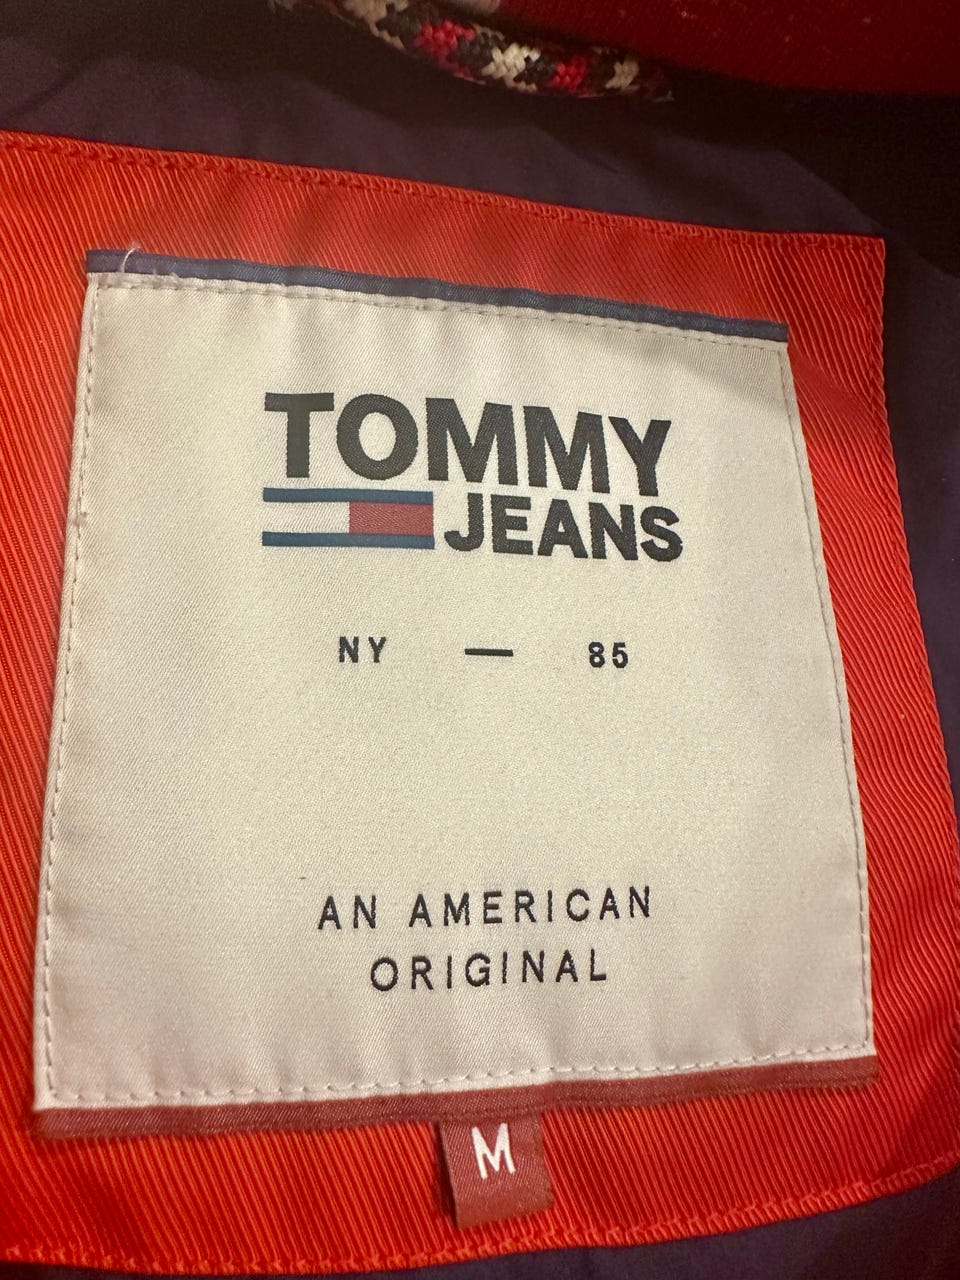 TOMMY
JEANS
NY — 85
AN AMERICAN
ORIGINAL
M